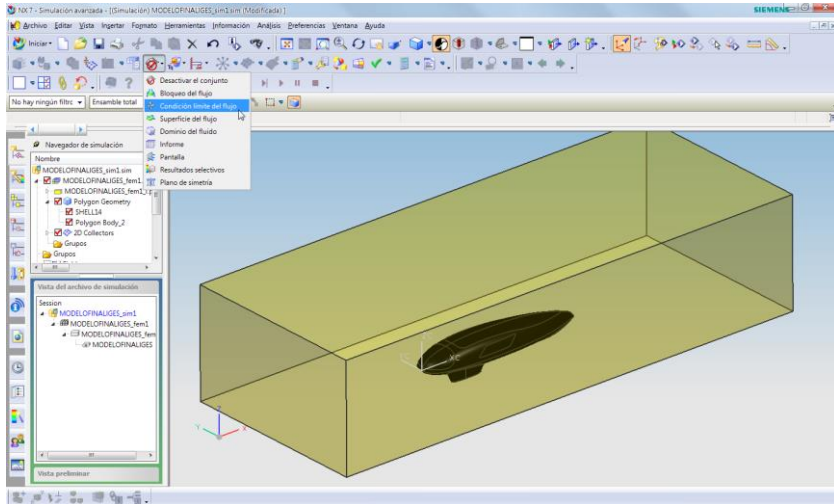 NX 7 - Simulación avanzada - [(Simulación) MODELOFINALIGES_sim1.sim (Modificada) ]
SIEMENS
Archivo Editar Vista Insertar Formato Herramientas Información Análisis Preferencias Ventana Ayuda
Iniciar
No hay ningún filtro
Ensamble total
Desactivar el conjunto
Bloqueo del flujo
Condición límite del flujo
Superficie del flujo
Dominio del fluido
Informe
Pantalla
Resultados selectivos
Plano de simetría
Navegador de simulación
Nombre
MODELOFINALIGES_sim1.sim
MODELOFINALIGES_fem1
MODELOFINALIGES_fem1_i
Polygon Geometry
SHELL14
Polygon Body_2
2D Collectors
Grupos
Grupos
Vista del archivo de simulación
Session
MODELOFINALIGES_sim1
MODELOFINALIGES_fem1
MODELOFINALIGES_fem
MODELOFINALIGES
Vista preliminar
XC
Z
Y
X